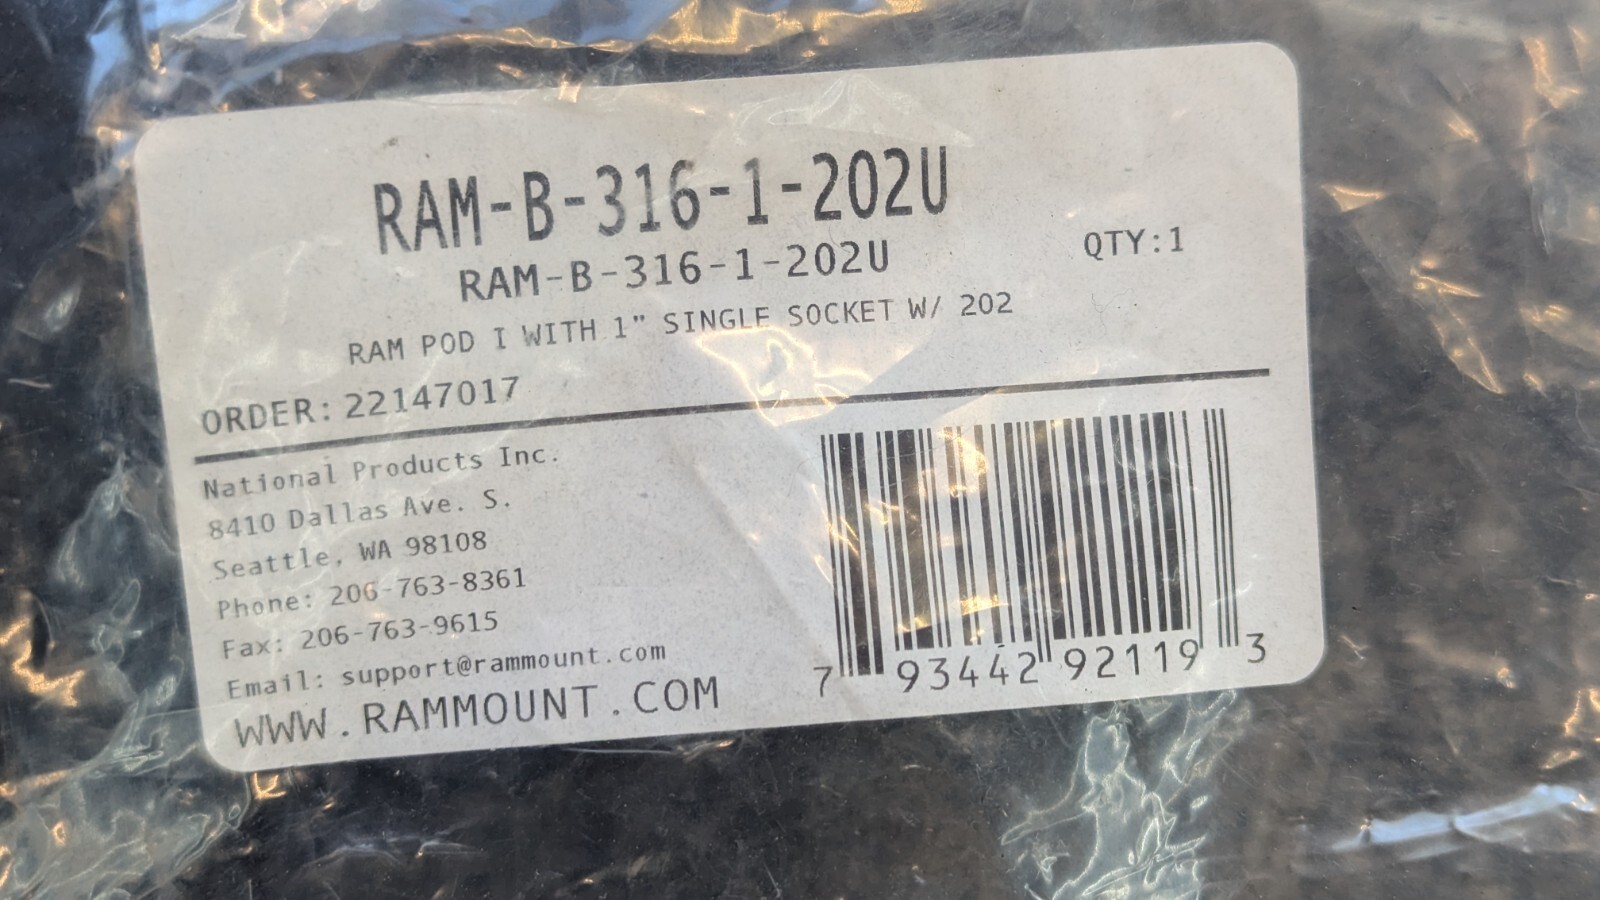 RAM-B-316-1-202U
RAM-B-316-1-202U QTY:1
RAM POD I WITH 1" SINGLE SOCKET W/ 202
ORDER: 22147017
National Products Inc.
8410 Dallas Ave. S.
Seattle, WA 98108
Phone: 206-763-8361
Fax: 206-763-9615
Email: support@rammount.com
WWW.RAMMOUNT.COM
7 93442 92119 3